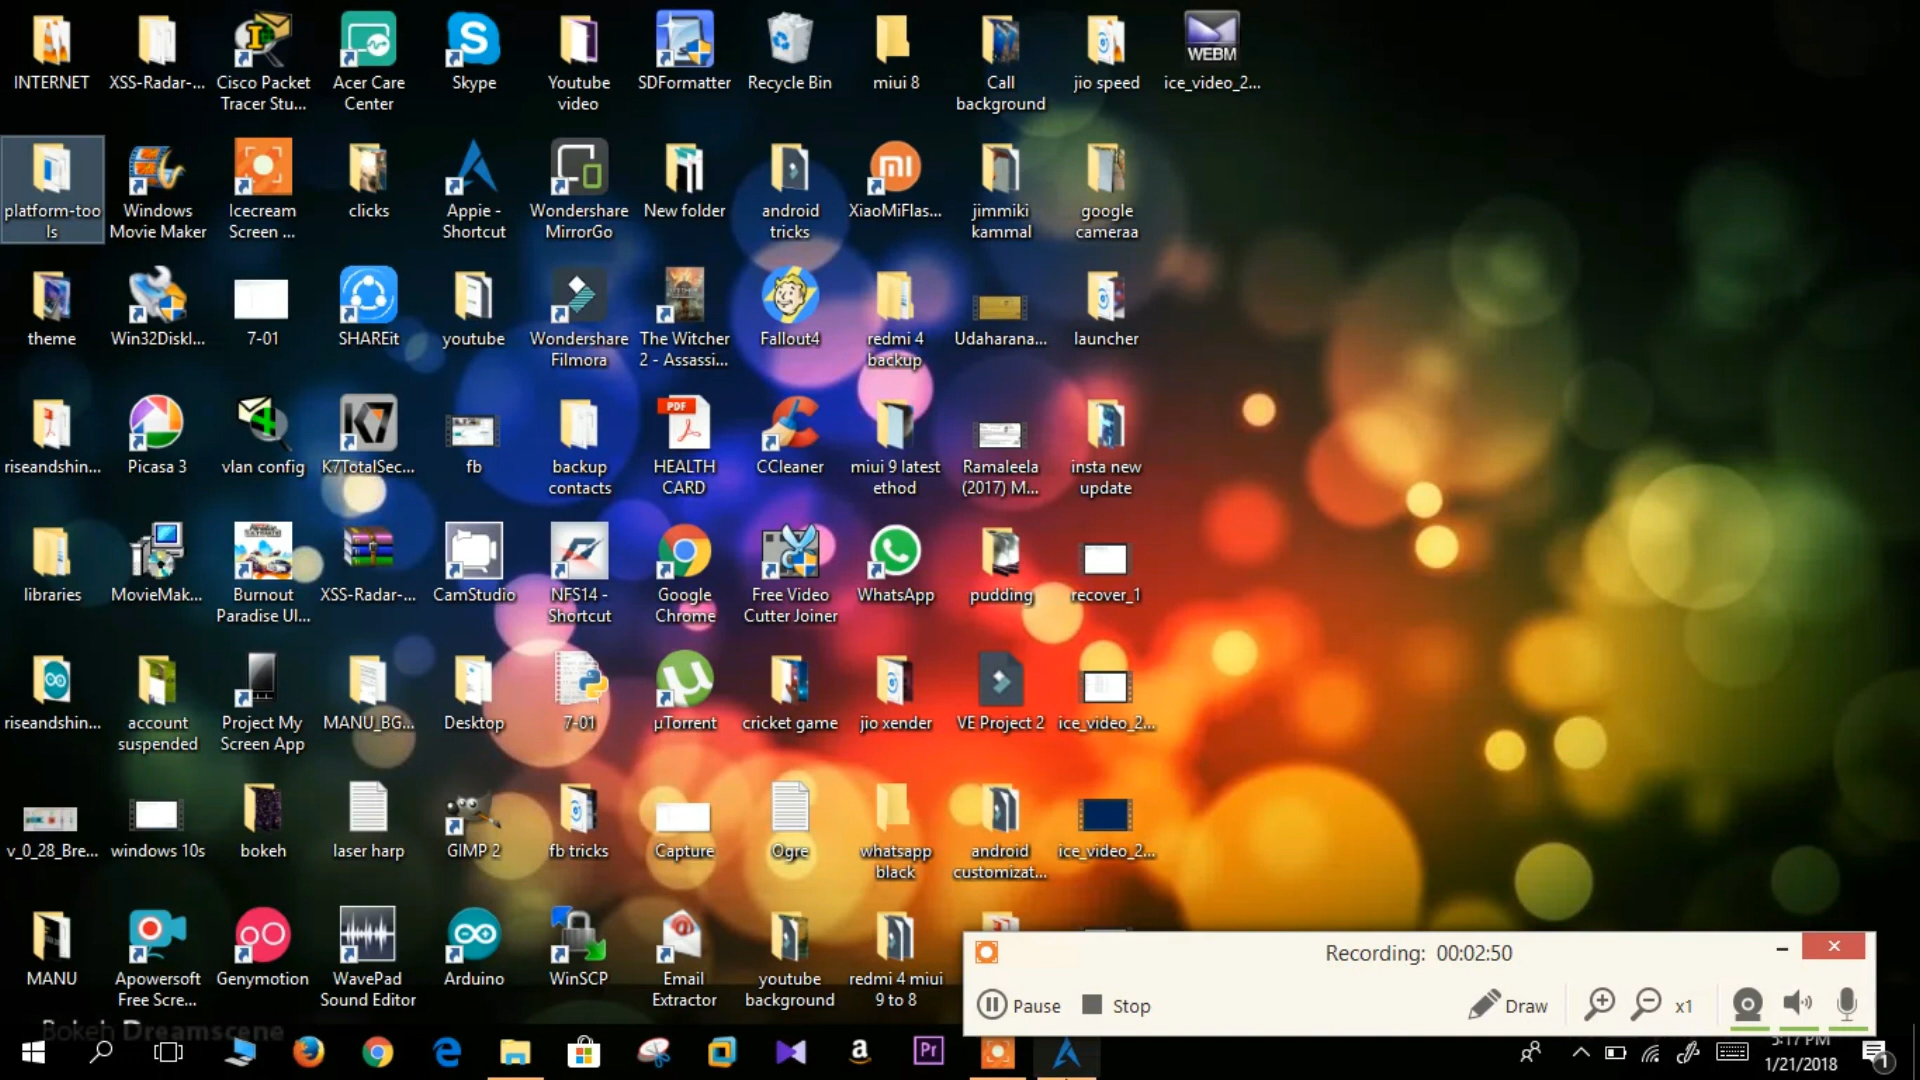 INTERNET
XSS-Radar-...
Cisco Packet
Tracer Stu...
Acer Care
Center
Skype
Youtube
video
SDFormatter
Recycle Bin
miui 8
Call
background
jio speed
WEBM
ice_video_2...
platform-too
ls
Windows
Movie Maker
Icecream
Screen ...
clicks
Appie -
Shortcut
Wondershare
MirrorGo
New folder
android
tricks
mi
XiaoMiFlas...
jimmiki
kammal
google
cameraa
theme
Win32DiskI...
7-01
SHAREit
youtube
Wondershare
Filmora
The Witcher
2 - Assassi...
Fallout4
redmi 4
backup
Udaharana...
launcher
riseandshin...
Picasa 3
vlan config
K7
K7TotalSec...
fb
backup
contacts
PDF
HEALTH
CARD
CCleaner
miui 9 latest
ethod
Ramaleela
(2017) M...
insta new
update
libraries
MovieMak...
Burnout
Paradise Ul...
XSS-Radar-...
CamStudio
NFS14 -
Shortcut
Google
Chrome
Free Video
Cutter Joiner
WhatsApp
pudding
recover_1
riseandshin...
account
suspended
Project My
Screen App
MANU_BG...
Desktop
7-01
µTorrent
cricket game
jio xender
VE Project 2
ice_video_2...
v_0_28_Bre...
windows 10s
bokeh
laser harp
GIMP 2
fb tricks
Capture
Ogre
whatsapp
black
android
customizat...
ice_video_2...
MANU
Apowersoft
Free Scre...
Genymotion
WavePad
Sound Editor
Arduino
WinSCP
Email
Extractor
youtube
background
redmi 4 miui
9 to 8
Recording: 00:02:50
Pause
Stop
Draw
x1
Bokeh Dreamscene
Pr
5:17 PM
1/21/2018
1